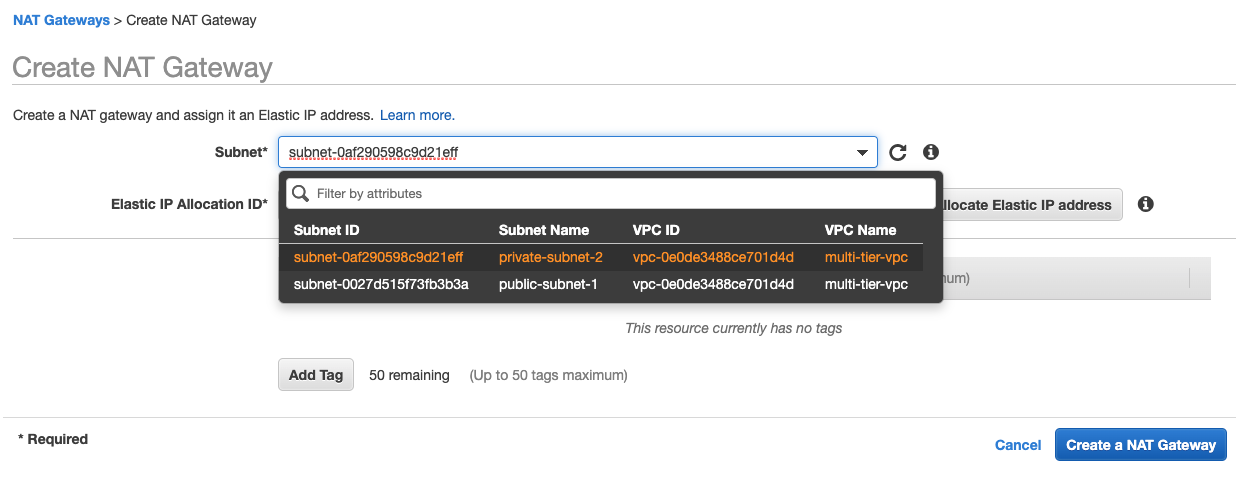 NAT Gateways > Create NAT Gateway
Create NAT Gateway
Create a NAT gateway and assign it an Elastic IP address. Learn more.
Subnet* subnet-0af290598c9d21eff
Filter by attributes
Elastic IP Allocation ID* llocate Elastic IP address
Subnet ID Subnet Name VPC ID VPC Name
subnet-0af290598c9d21eff private-subnet-2 vpc-0e0de3488ce701d4d multi-tier-vpc
subnet-0027d515f73fb3b3a public-subnet-1 vpc-0e0de3488ce701d4d multi-tier-vpc
num)
This resource currently has no tags
Add Tag 50 remaining (Up to 50 tags maximum)
* Required
Cancel Create a NAT Gateway